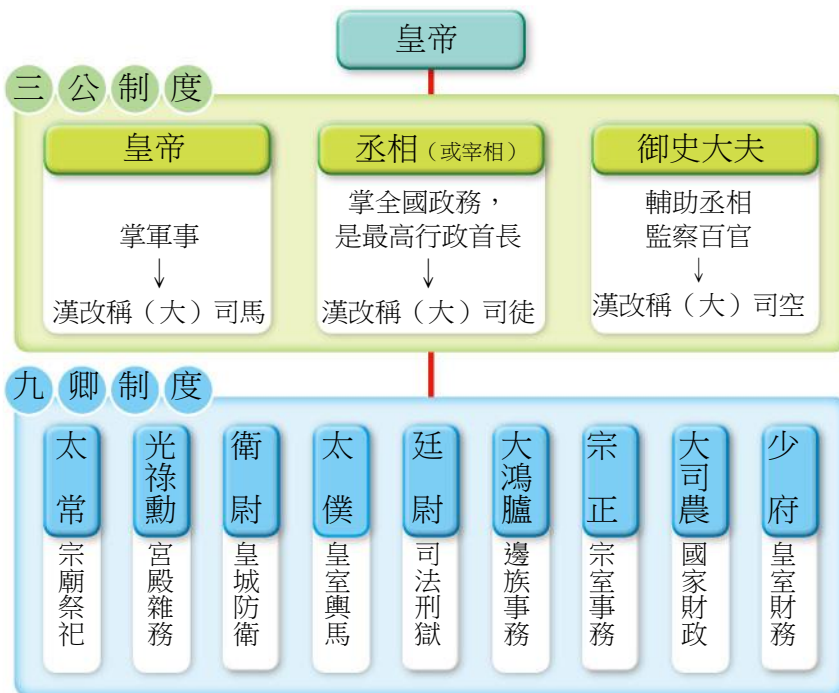 皇帝
三公制度
皇帝
掌軍事
↓
漢改稱（大）司馬
丞相（或宰相）
掌全國政務，
是最高行政首長
↓
漢改稱（大）司徒
御史大夫
輔助丞相
監察百官
↓
漢改稱（大）司空
九卿制度
太常
宗廟祭祀
光祿勳
宮殿雜務
衛尉
皇城防衛
太僕
皇室輿馬
廷尉
司法刑獄
大鴻臚
邊族事務
宗正
宗室事務
大司農
國家財政
少府
皇室財務